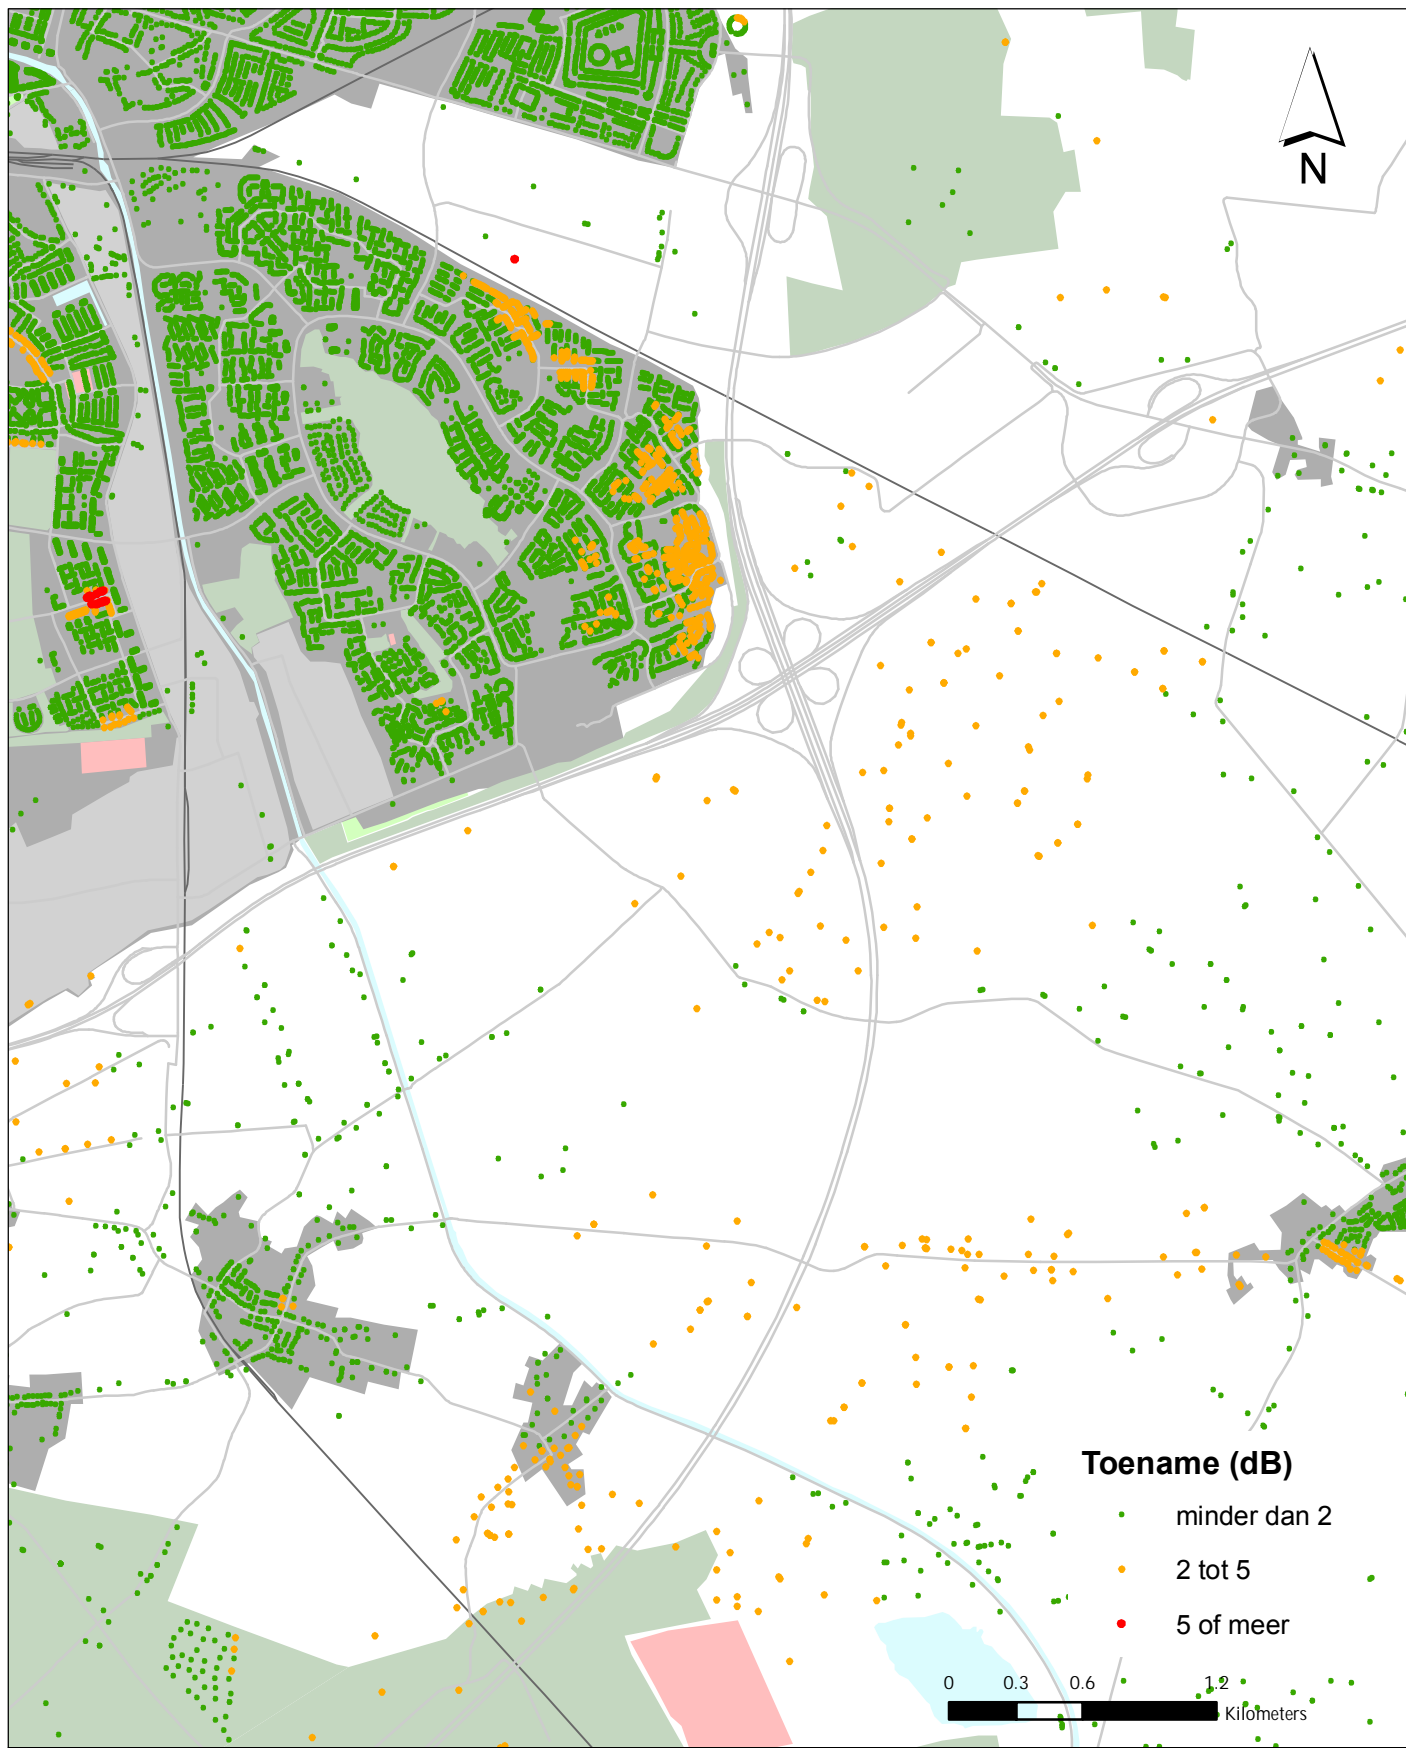 N
Toename (dB)
minder dan 2
2 tot 5
5 of meer
0 0.3 0.6 1.2
Kilometers